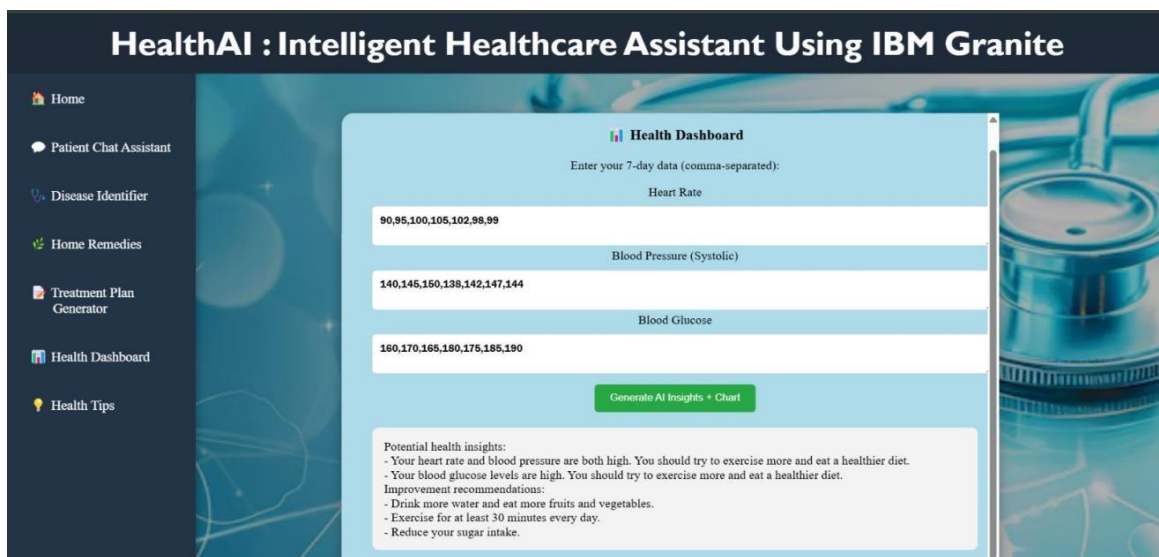 HealthAI : Intelligent Healthcare Assistant Using IBM Granite
Home
Patient Chat Assistant
Disease Identifier
Home Remedies
Treatment Plan
Generator
Health Dashboard
Health Tips
Health Dashboard
Enter your 7-day data (comma-separated):
Heart Rate
90,95,100,105,102,98,99
Blood Pressure (Systolic)
140,145,150,138,142,147,144
Blood Glucose
160,170,165,180,175,185,190
Generate AI Insights + Chart
Potential health insights:
- Your heart rate and blood pressure are both high. You should try to exercise more and eat a healthier diet.
- Your blood glucose levels are high. You should try to exercise more and eat a healthier diet.
Improvement recommendations:
- Drink more water and eat more fruits and vegetables.
- Exercise for at least 30 minutes every day.
- Reduce your sugar intake.